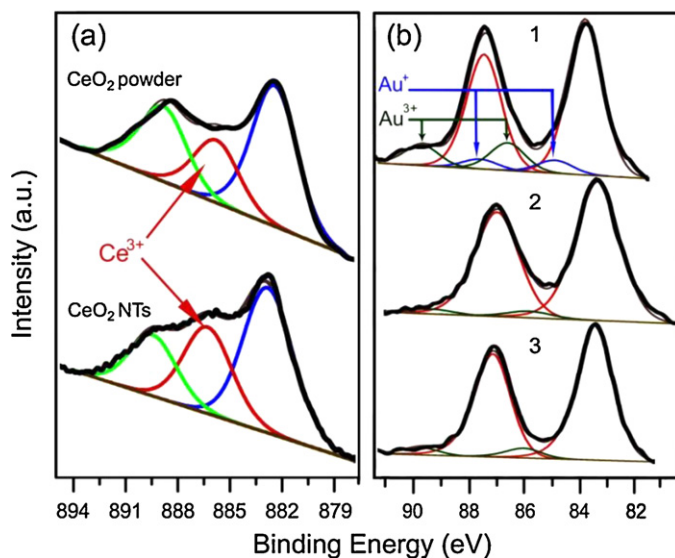 (a)
CeO₂ powder
Ce³⁺
CeO₂ NTs
894 891 888 885 882 879
(b)
1
Au⁺
Au³⁺
2
3
90 88 86 84 82
Intensity (a.u.)
Binding Energy (eV)